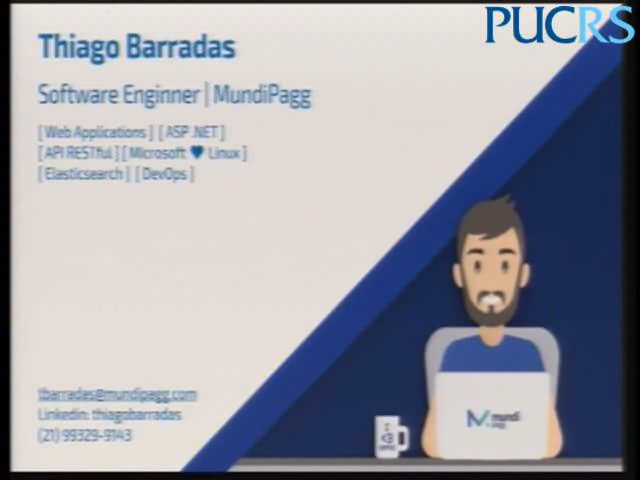 PUCRS
Thiago Barradas
Software Enginner | MundiPagg
[ Web Applications ] [ ASP .NET ]
[ API RESTful ] [ Microsoft ♥ Linux ]
[ Elasticsearch ] [ DevOps ]
tbarradas@mundipagg.com
Linkedin: thiagobarradas
(21) 99329-9143
mundi